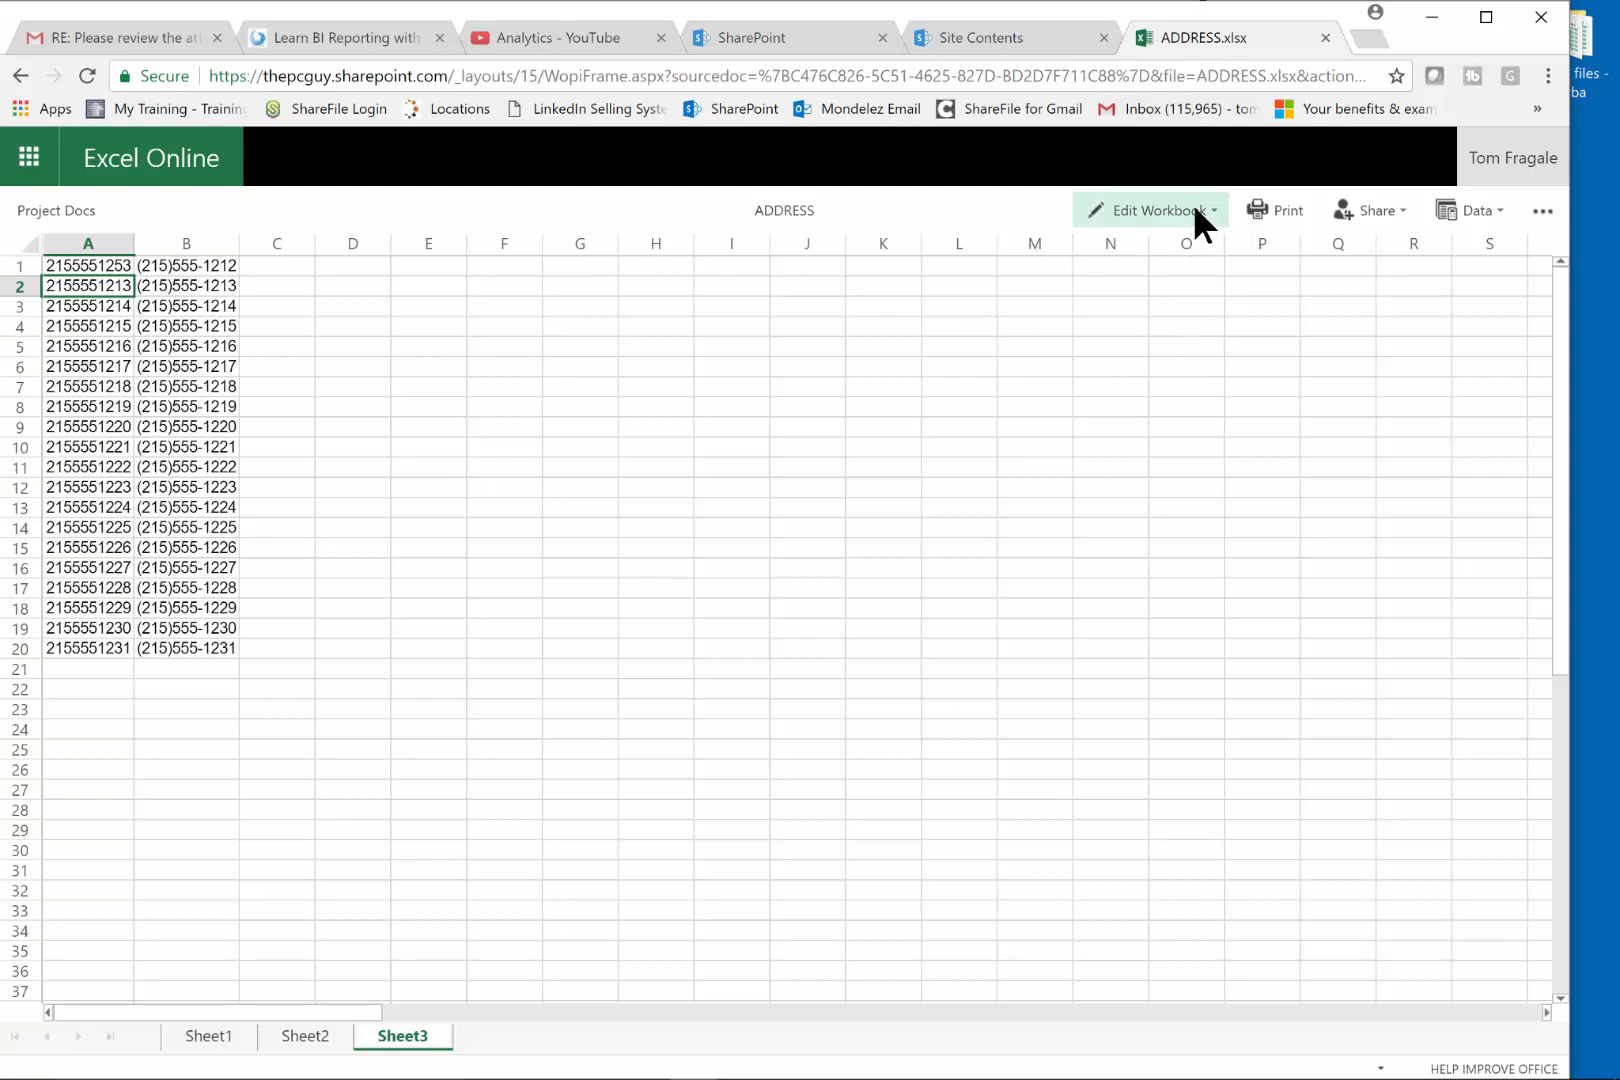 RE: Please review the at
Learn BI Reporting with
Analytics - YouTube
SharePoint
Site Contents
ADDRESS.xlsx
files -
Secure
https://thepcguy.sharepoint.com/_layouts/15/WopiFrame.aspx?sourcedoc=%7BC476C826-5C51-4625-827D-BD2D7F711C88%7D&file=ADDRESS.xlsx&action...
Apps
My Training - Training
ShareFile Login
Locations
LinkedIn Selling Syste
SharePoint
Mondelez Email
ShareFile for Gmail
Inbox (115,965) - tom
Your benefits & exam
»
Excel Online
Tom Fragale
Project Docs
ADDRESS
Edit Workbook
Print
Share
Data
A B C D E F G H I J K L M N O P Q R S
1 2155551253 (215)555-1212
2 2155551213 (215)555-1213
3 2155551214 (215)555-1214
4 2155551215 (215)555-1215
5 2155551216 (215)555-1216
6 2155551217 (215)555-1217
7 2155551218 (215)555-1218
8 2155551219 (215)555-1219
9 2155551220 (215)555-1220
10 2155551221 (215)555-1221
11 2155551222 (215)555-1222
12 2155551223 (215)555-1223
13 2155551224 (215)555-1224
14 2155551225 (215)555-1225
15 2155551226 (215)555-1226
16 2155551227 (215)555-1227
17 2155551228 (215)555-1228
18 2155551229 (215)555-1229
19 2155551230 (215)555-1230
20 2155551231 (215)555-1231
21
22
23
24
25
26
27
28
29
30
31
32
33
34
35
36
37
Sheet1
Sheet2
Sheet3
HELP IMPROVE OFFICE